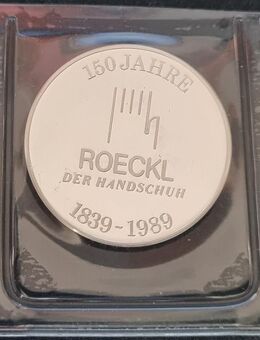 150 JAHRE
ROECKL
DER HANDSCHUH
1839-1989